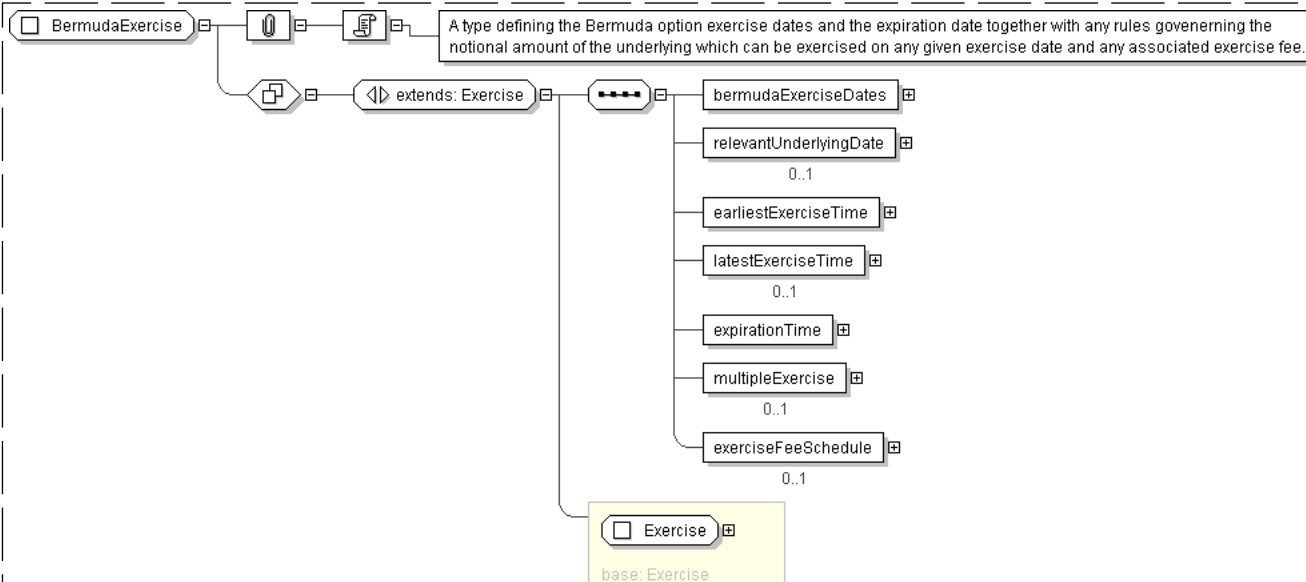 BermudaExercise
A type defining the Bermuda option exercise dates and the expiration date together with any rules govenerning the
notional amount of the underlying which can be exercised on any given exercise date and any associated exercise fee.
extends: Exercise
bermudaExerciseDates
relevantUnderlyingDate
0..1
earliestExerciseTime
latestExerciseTime
0..1
expirationTime
multipleExercise
0..1
exerciseFeeSchedule
0..1
Exercise
base: Exercise